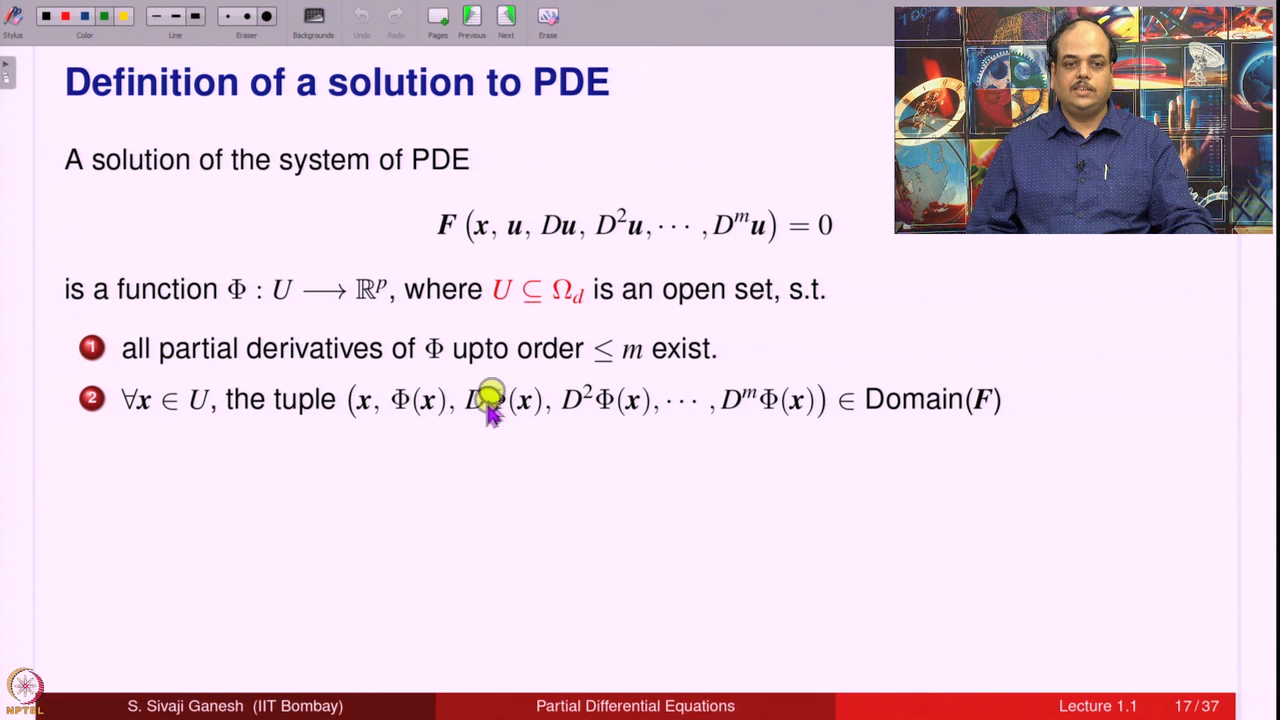 Stylus Color Line Eraser Backgrounds Undo Redo Pages Previous Next Erase
Definition of a solution to PDE
A solution of the system of PDE
F (x, u, Du, D²u, ⋯ , Dᵐu) = 0
is a function Φ : U ⟶ ℝᵖ, where U ⊆ Ω_d is an open set, s.t.
1 all partial derivatives of Φ upto order ≤ m exist.
2 ∀x ∈ U, the tuple (x, Φ(x), DΦ(x), D²Φ(x), ⋯ , DᵐΦ(x)) ∈ Domain(F)
NPTEL
S. Sivaji Ganesh (IIT Bombay) Partial Differential Equations Lecture 1.1 17 / 37